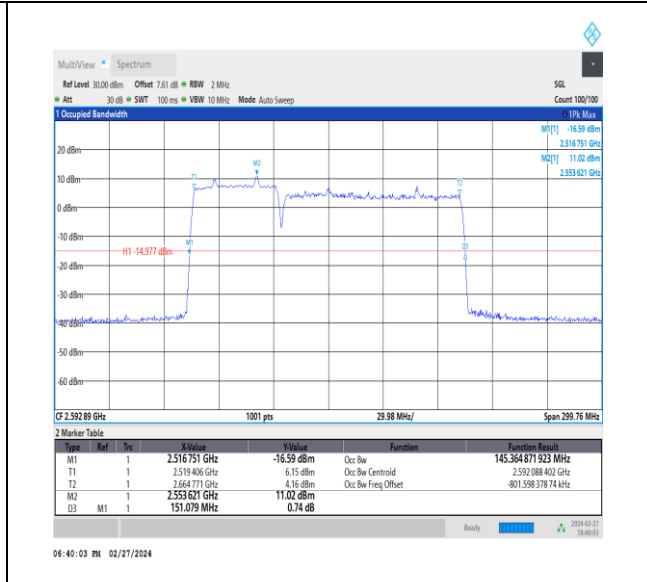 MultiView Spectrum
Ref Level 30.00 dBm Offset 7.61 dB RBW 2 MHz SGL
Att 30 dB SWT 100 ms VBW 10 MHz Mode Auto Sweep Count 100/100
1 Occupied Bandwidth 1Pk Max
M1[1] -16.59 dBm
2.516 751 GHz
M2[1] 11.02 dBm
2.553 621 GHz
20 dBm
M2
T1
T2
10 dBm
0 dBm
-10 dBm
M1
D3
H1 -14.977 dBm
-20 dBm
-30 dBm
-40 dBm
-50 dBm
-60 dBm
CF 2.592 89 GHz 1001 pts 29.98 MHz/ Span 299.76 MHz
2 Marker Table
Type Ref Trc X-Value Y-Value Function Function Result
M1 1 2.516 751 GHz -16.59 dBm Occ Bw 145.364 871 923 MHz
T1 1 2.519 406 GHz 6.15 dBm Occ Bw Centroid 2.592 088 402 GHz
T2 1 2.664 771 GHz 4.16 dBm Occ Bw Freq Offset -801.598 378 74 kHz
M2 1 2.553 621 GHz 11.02 dBm
D3 M1 1 151.079 MHz 0.74 dB
Ready 2024-02-27
18:40:03
06:40:03 PM 02/27/2024